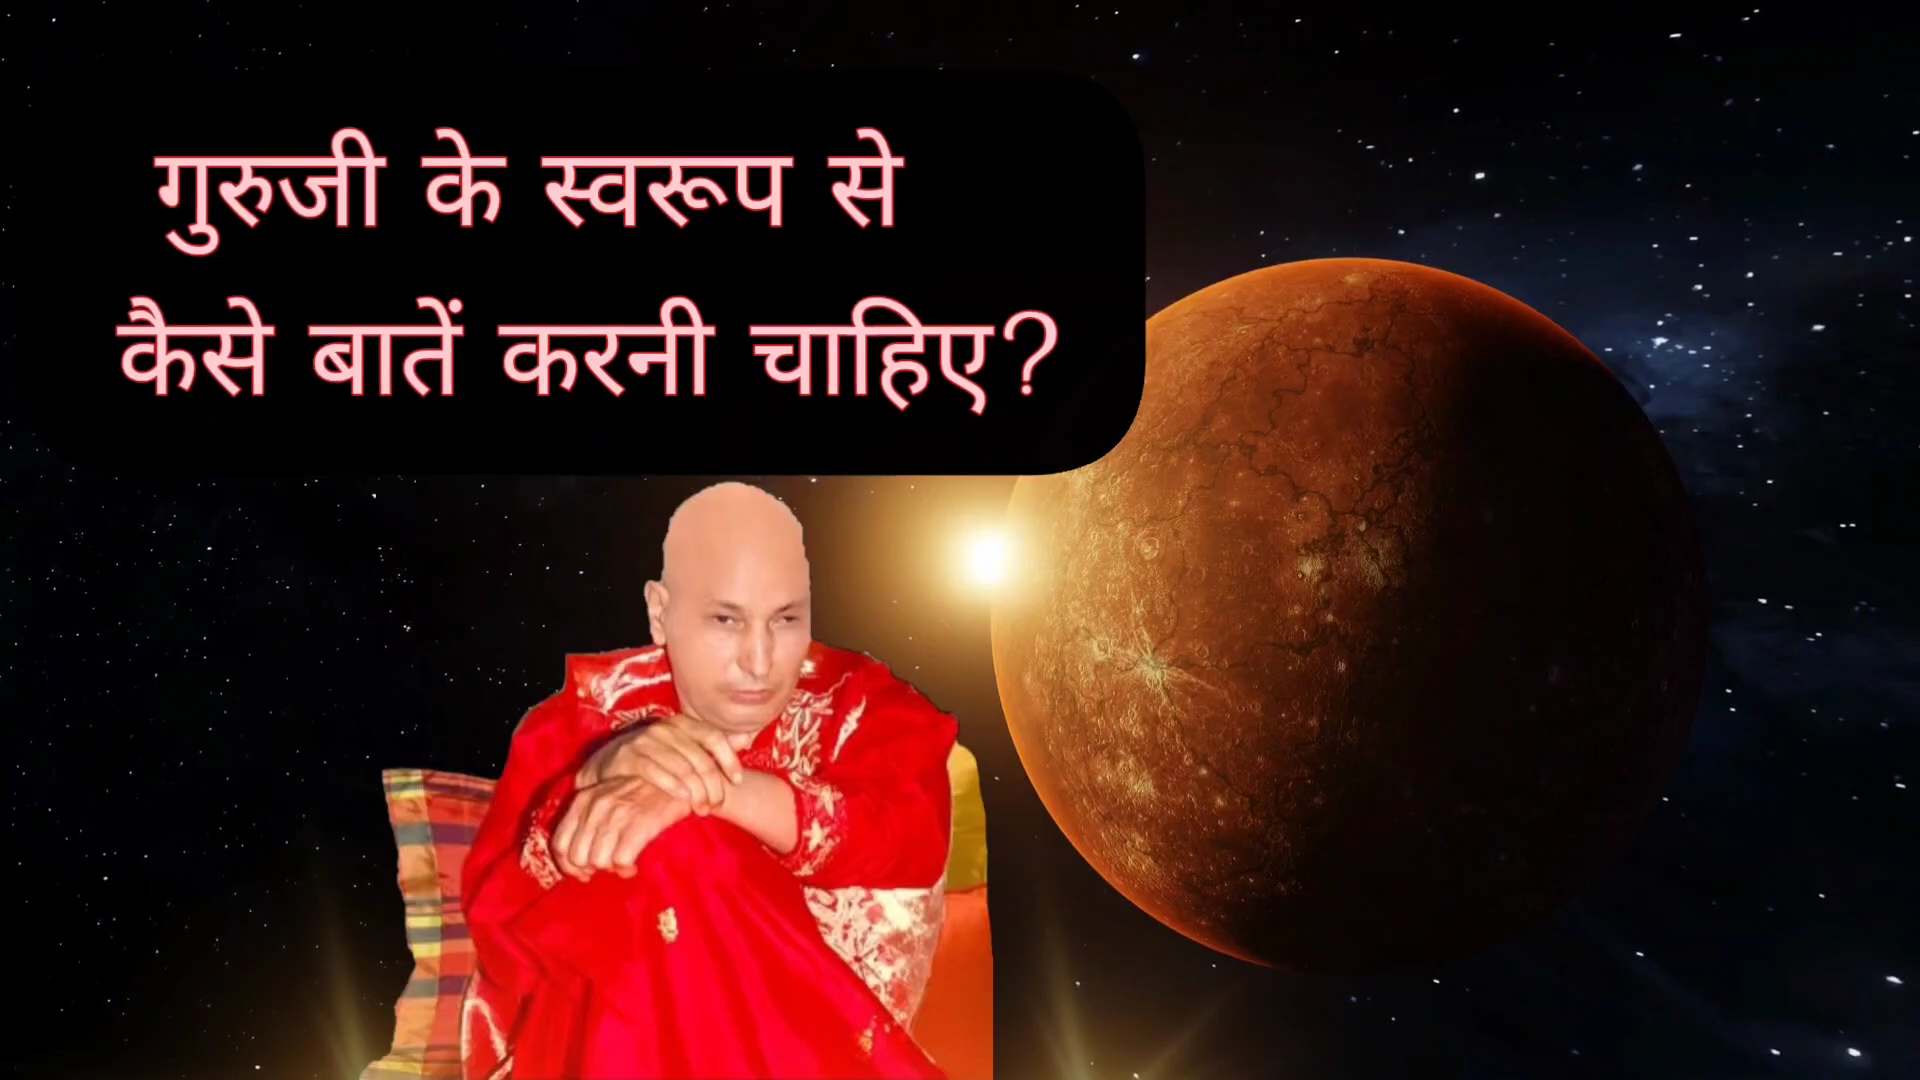 गुरुजी के स्वरूप से
कैसे बातें करनी चाहिए?